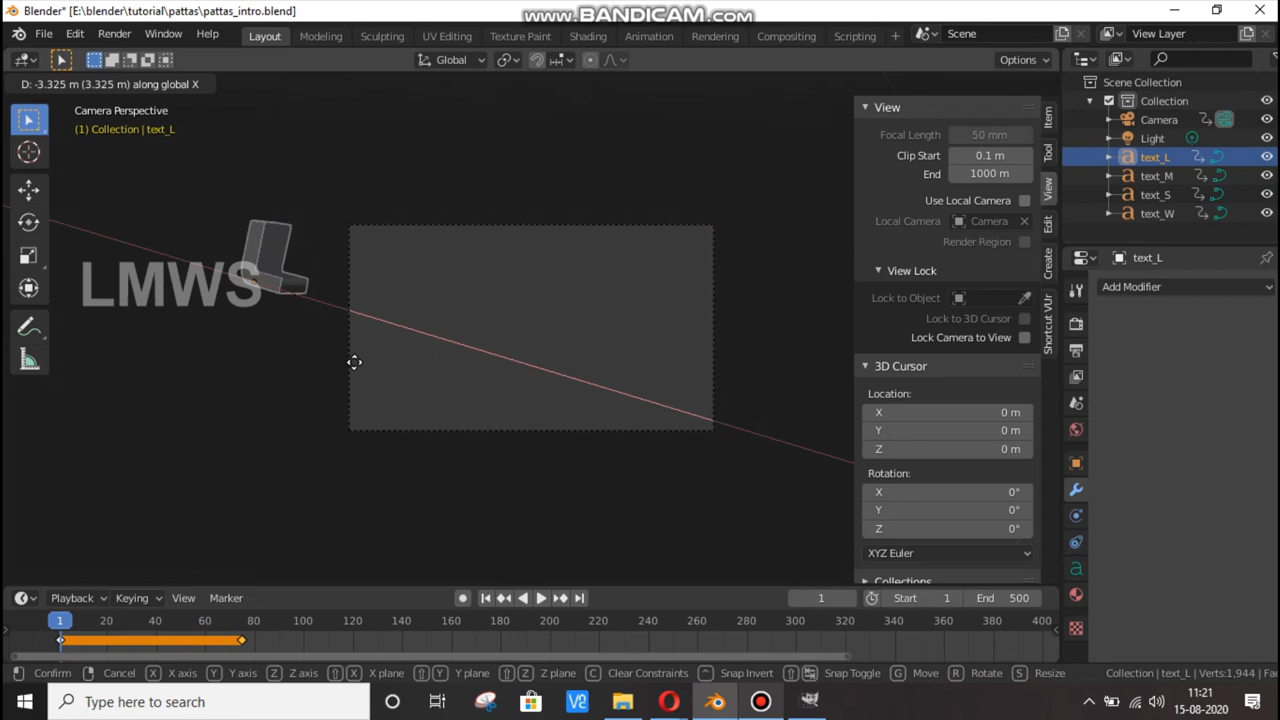 Blender* [E:\blender\tutorial\pattas\pattas_intro.blend]
www.BANDICAM.com
File Edit Render Window Help
Layout Modeling Sculpting UV Editing Texture Paint Shading Animation Rendering Compositing Scripting +
Scene
View Layer
Global
Options
D: -3.325 m (3.325 m) along global X
Camera Perspective
(1) Collection | text_L
LMWS
View
Focal Length 50 mm
Clip Start 0.1 m
End 1000 m
Use Local Camera
Local Camera Camera
Render Region
View Lock
Lock to Object
Lock to 3D Cursor
Lock Camera to View
3D Cursor
Location:
X 0 m
Y 0 m
Z 0 m
Rotation:
X 0°
Y 0°
Z 0°
XYZ Euler
Collections
Item
Tool
View
Edit
Create
Shortcut VUr
Scene Collection
Collection
Camera
Light
text_L
text_M
text_S
text_W
text_L
Add Modifier
Playback Keying View Marker
1
Start 1 End 500
1 20 40 60 80 100 120 140 160 180 200 220 240 260 280 300 320 340 360 380 400
Confirm Cancel X X axis Y Y axis Z Z axis X X plane Y Y plane Z Z plane C Clear Constraints Snap Invert Snap Toggle G Move R Rotate S Resize Collection | text_L | Verts:1,944 | Fa
Type here to search
11:21
15-08-2020